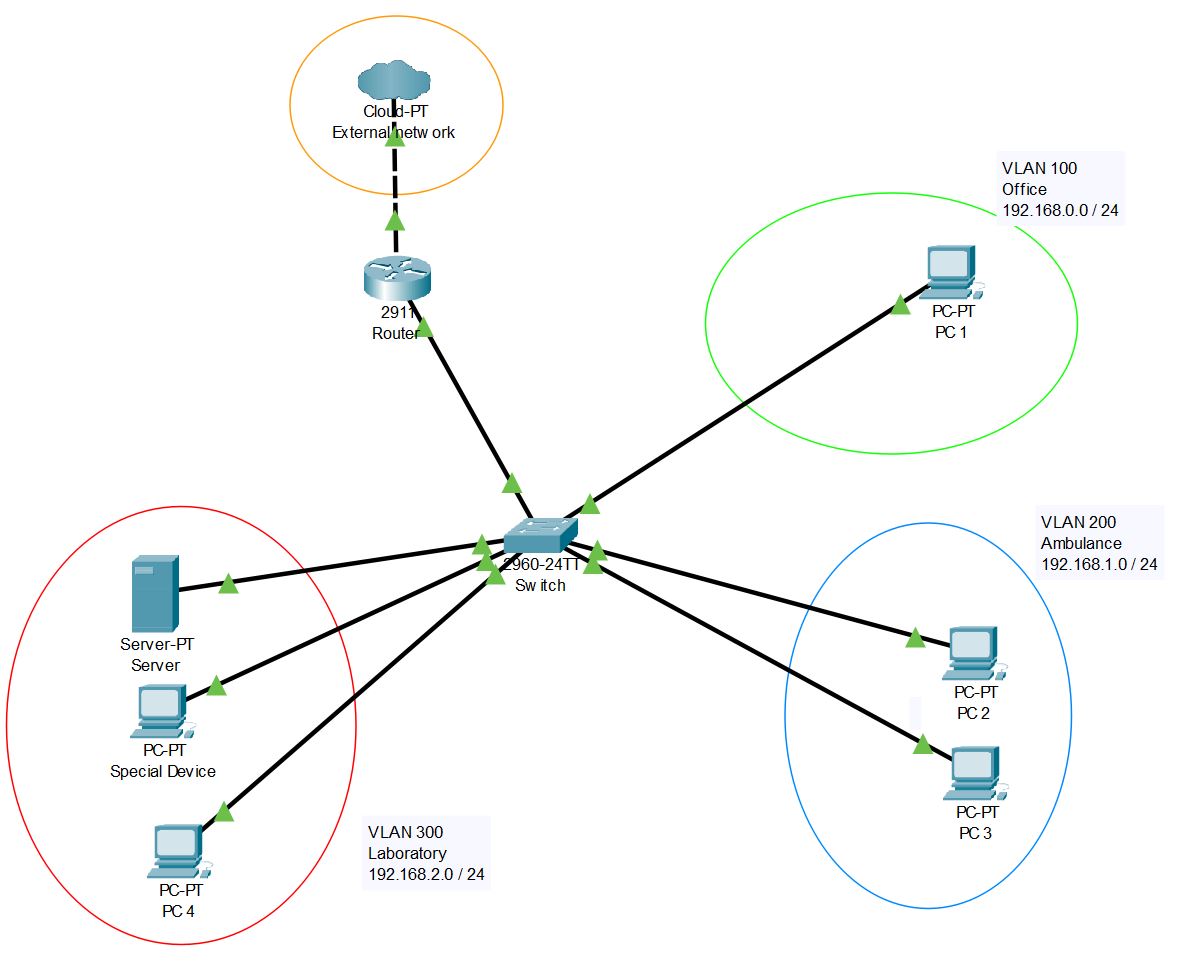 Cloud-PT
External network
VLAN 100
Office
192.168.0.0 / 24
PC-PT
PC 1
2911
Router
VLAN 200
Ambulance
192.168.1.0 / 24
2960-24TT
Switch
Server-PT
Server
PC-PT
Special Device
PC-PT
PC 2
PC-PT
PC 3
VLAN 300
Laboratory
192.168.2.0 / 24
PC-PT
PC 4